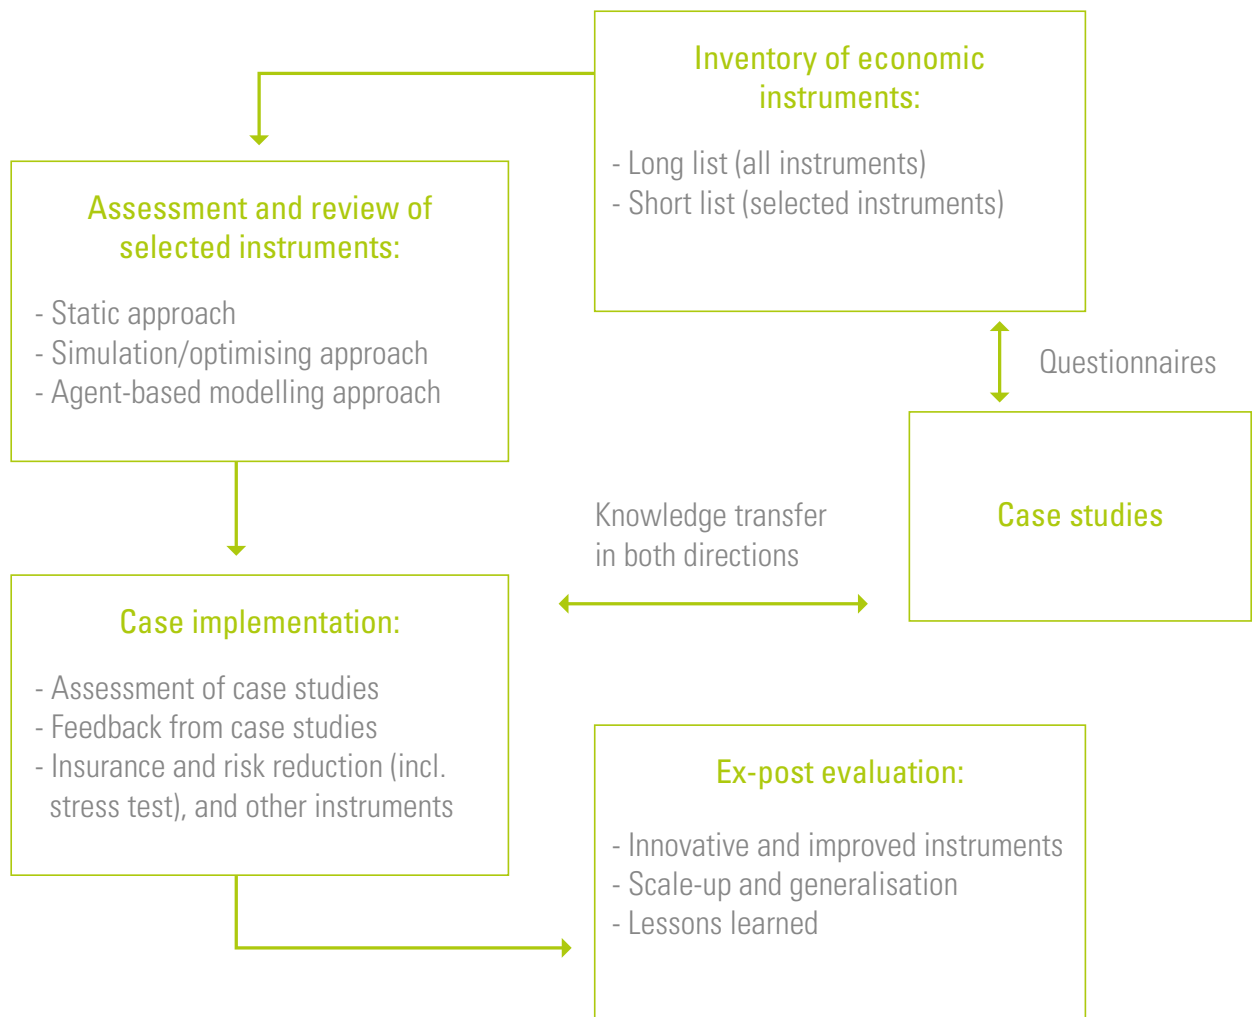 Inventory of economic
instruments:
- Long list (all instruments)
- Short list (selected instruments)
Assessment and review of
selected instruments:
- Static approach
- Simulation/optimising approach
- Agent-based modelling approach
Questionnaires
Case studies
Knowledge transfer
in both directions
Case implementation:
- Assessment of case studies
- Feedback from case studies
- Insurance and risk reduction (incl.
stress test), and other instruments
Ex-post evaluation:
- Innovative and improved instruments
- Scale-up and generalisation
- Lessons learned